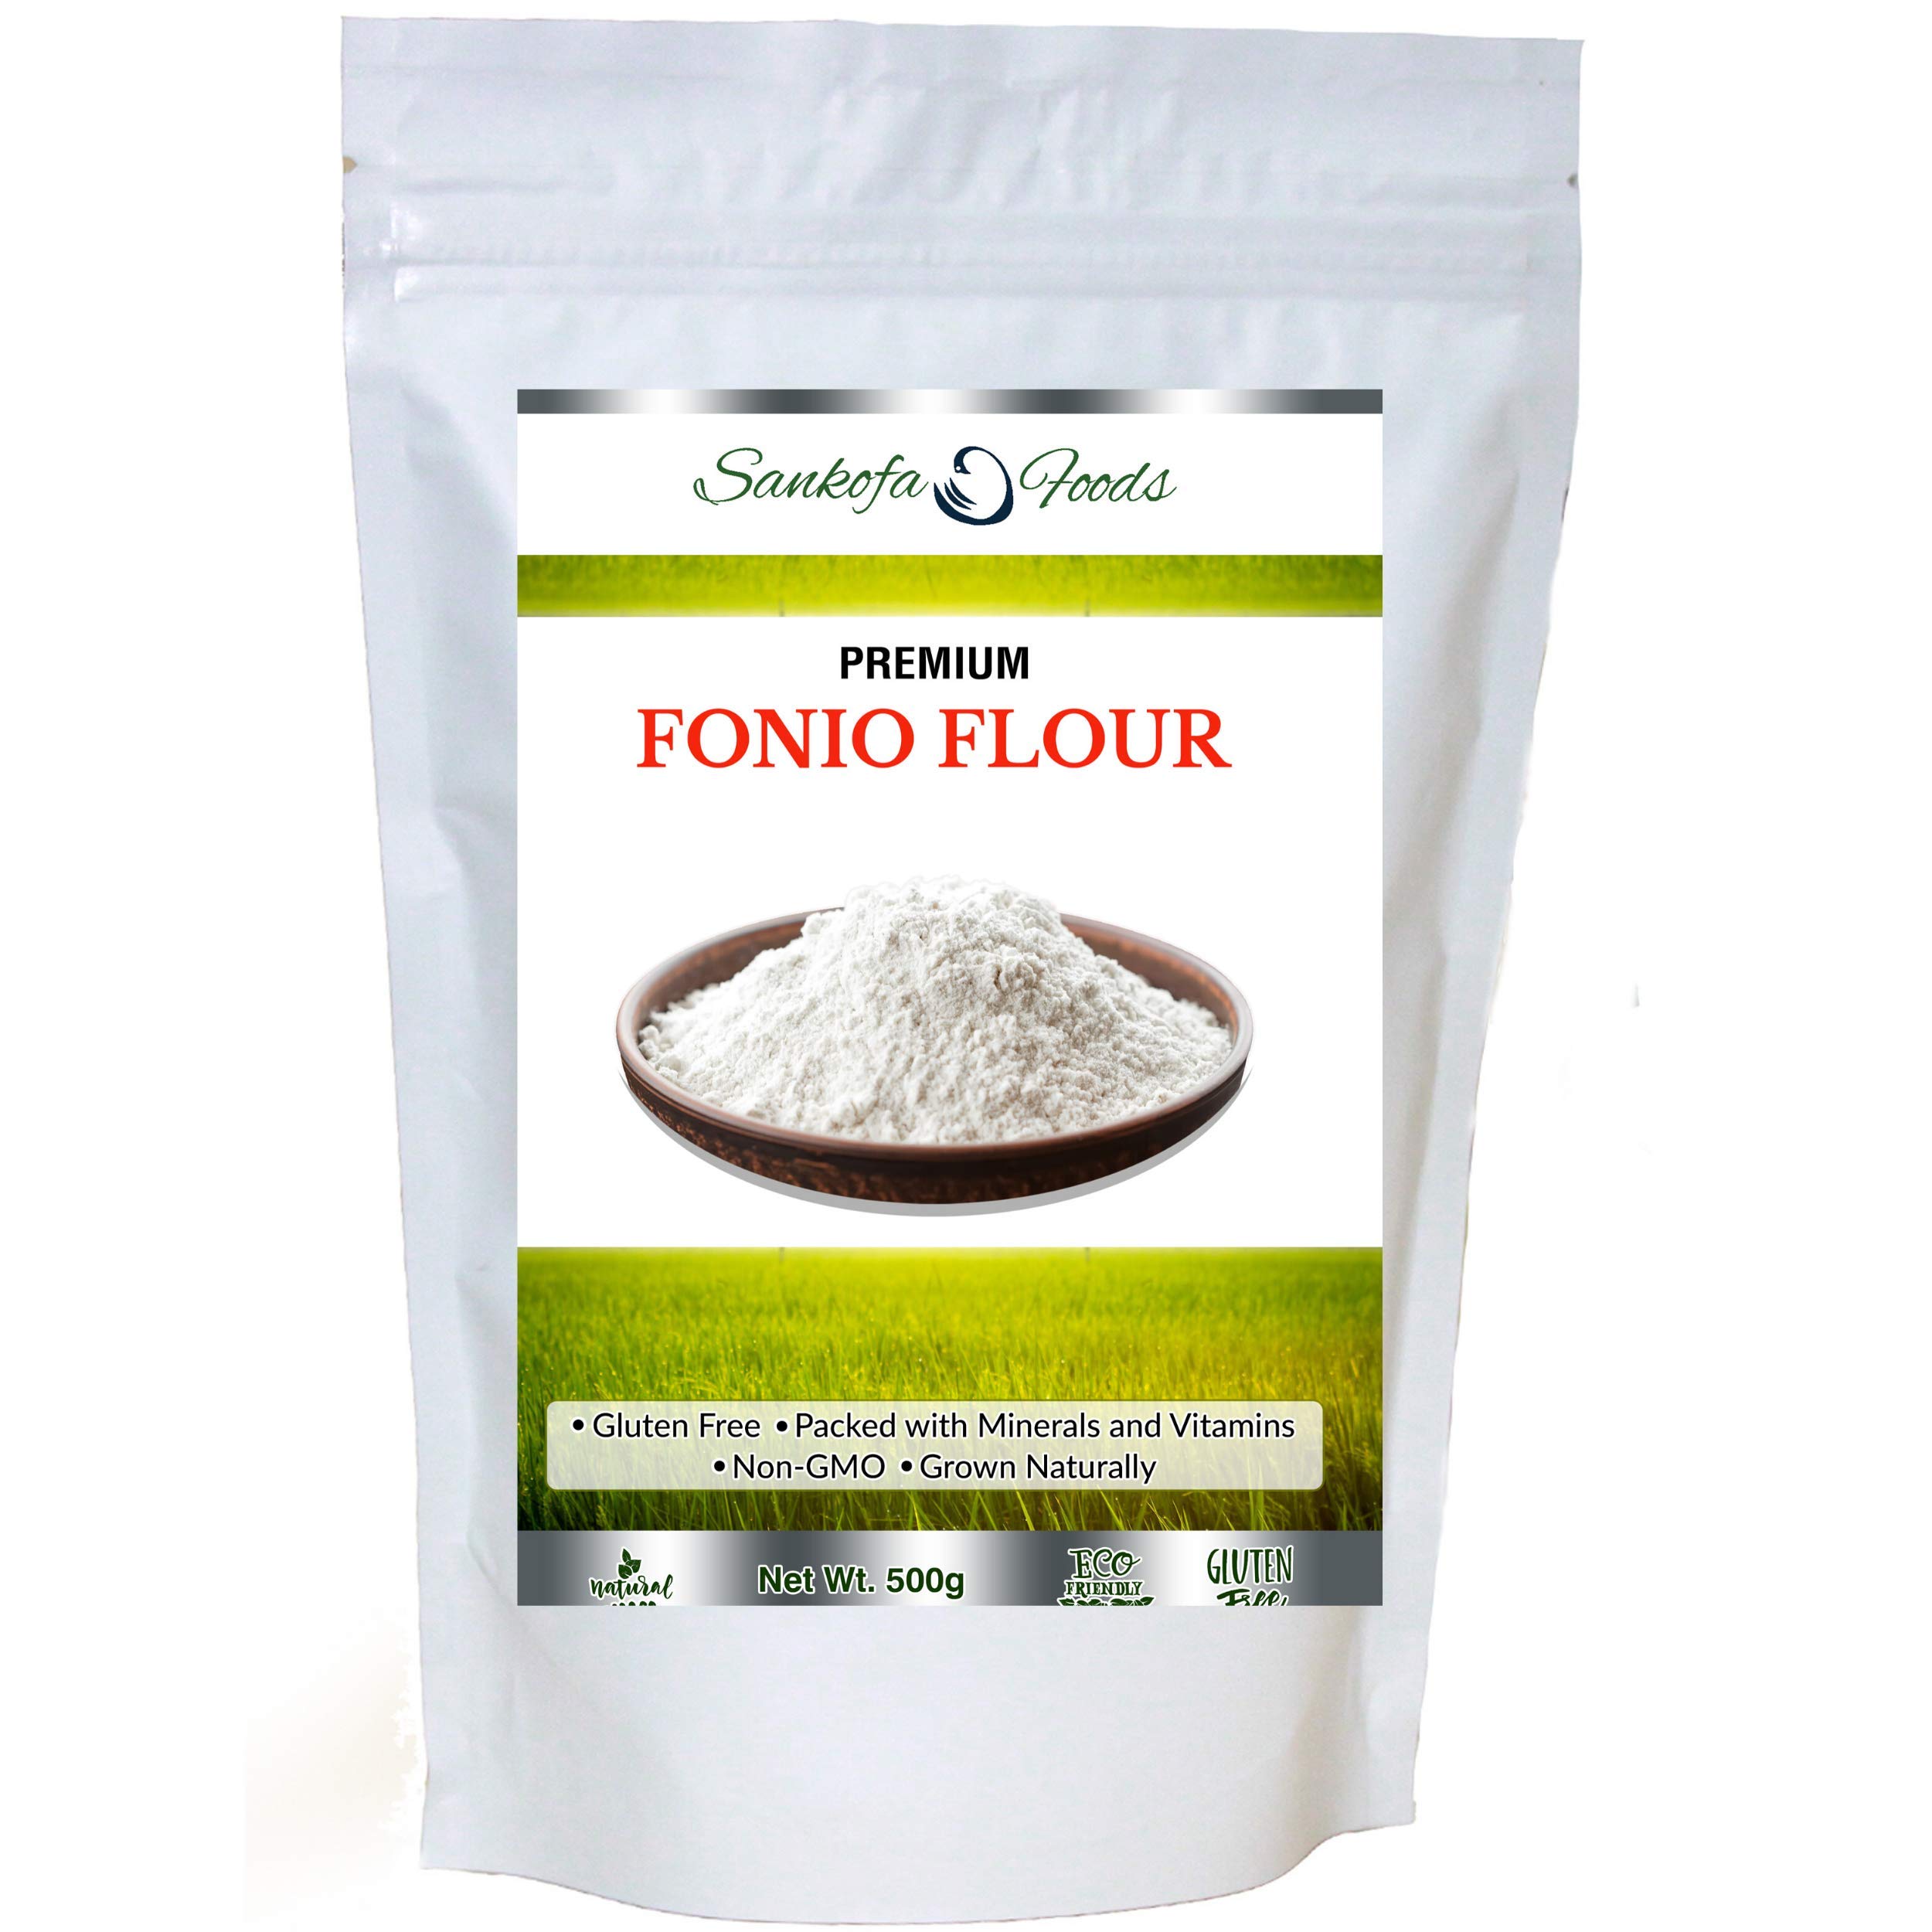 Sankofa Foods
PREMIUM
FONIO FLOUR
• Gluten Free • Packed with Minerals and Vitamins
• Non-GMO • Grown Naturally
natural
Net Wt. 500g
ECO
FRIENDLY
GLUTEN
Free